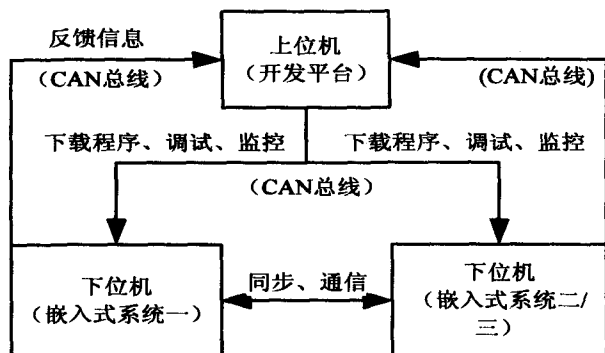 反馈信息
(CAN总线)
上位机
(开发平台)
(CAN总线)
下载程序、调试、监控
下载程序、调试、监控
(CAN总线)
下位机
(嵌入式系统一)
同步、通信
下位机
(嵌入式系统二/
三)